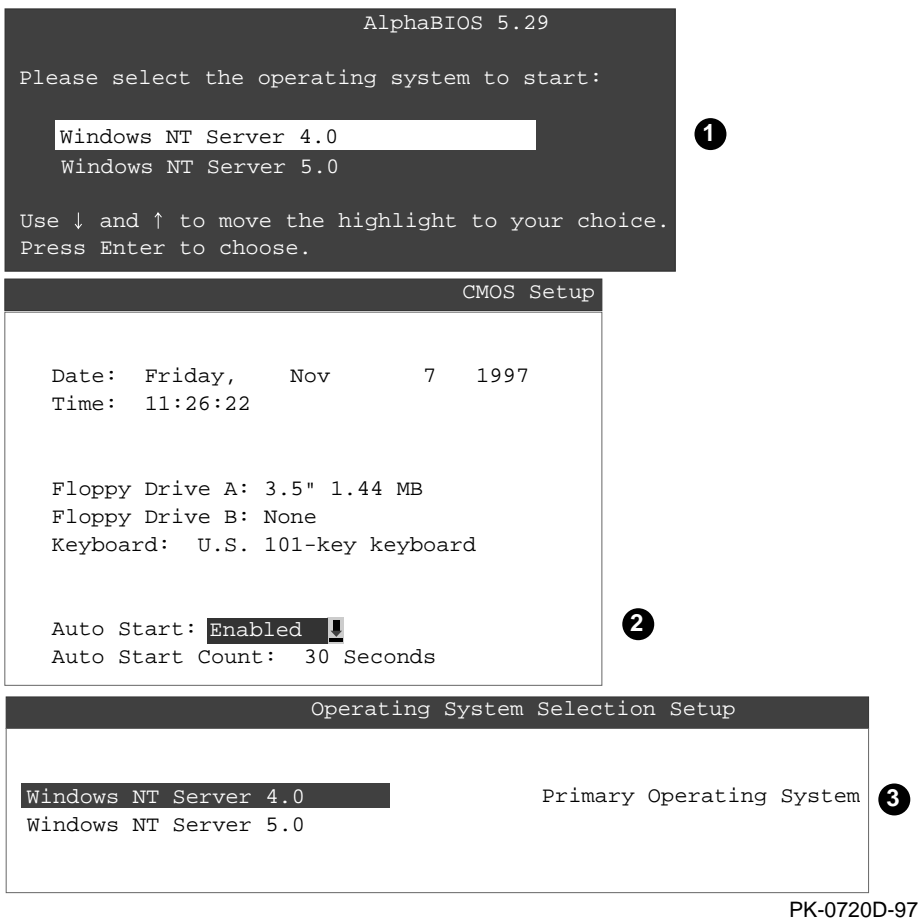 AlphaBIOS 5.29
Please select the operating system to start:
Windows NT Server 4.0
1
Windows NT Server 5.0
Use ↓ and ↑ to move the highlight to your choice.
Press Enter to choose.
CMOS Setup
Date: Friday, Nov 7 1997
Time: 11:26:22
Floppy Drive A: 3.5" 1.44 MB
Floppy Drive B: None
Keyboard: U.S. 101-key keyboard
Auto Start: Enabled
2
Auto Start Count: 30 Seconds
Operating System Selection Setup
Windows NT Server 4.0 Primary Operating System
3
Windows NT Server 5.0
PK-0720D-97